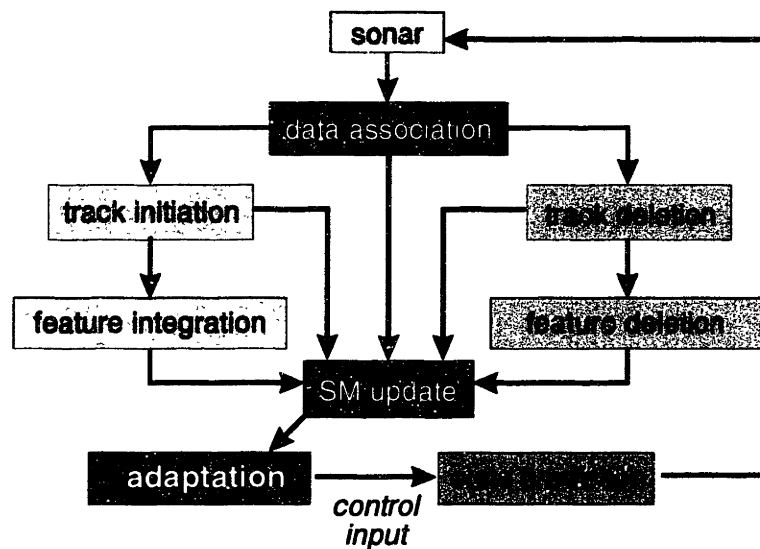 sonar
data association
track initiation
track deletion
feature integration
feature deletion
SM update
adaptation
control
input